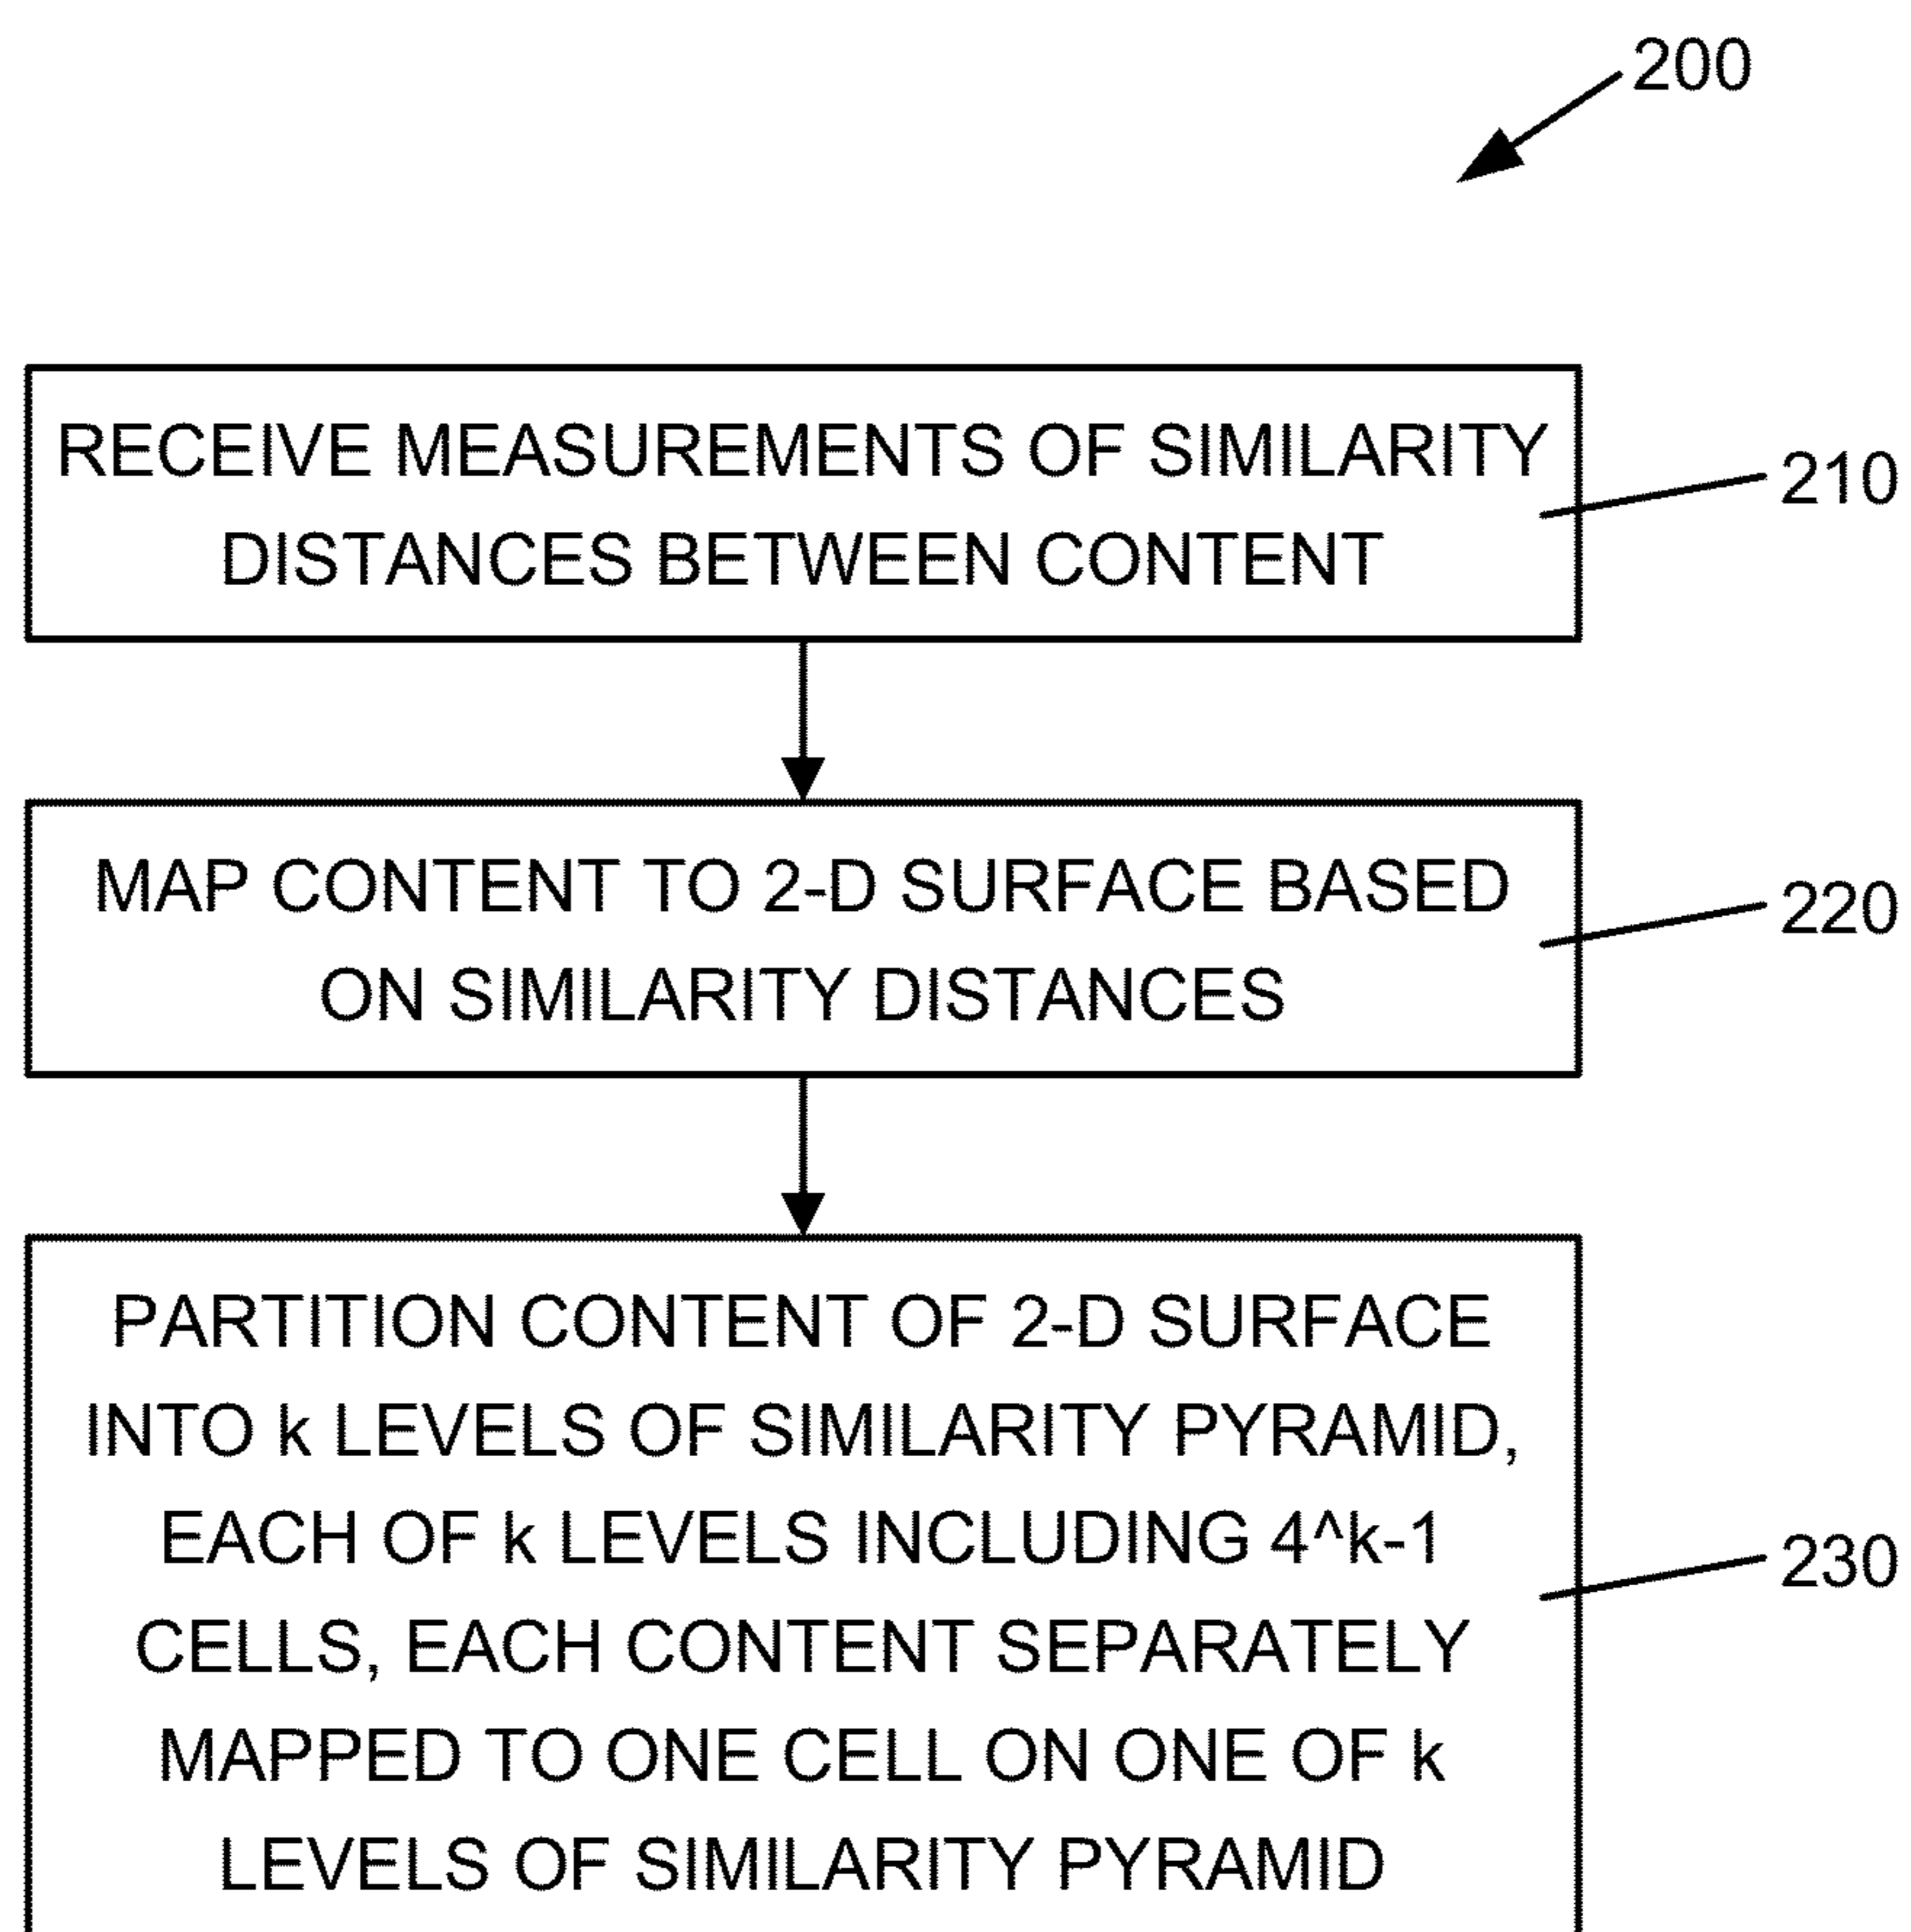 200
RECEIVE MEASUREMENTS OF SIMILARITY
DISTANCES BETWEEN CONTENT
210
MAP CONTENT TO 2-D SURFACE BASED
ON SIMILARITY DISTANCES
220
PARTITION CONTENT OF 2-D SURFACE
INTO k LEVELS OF SIMILARITY PYRAMID,
EACH OF k LEVELS INCLUDING 4^k-1
CELLS, EACH CONTENT SEPARATELY
MAPPED TO ONE CELL ON ONE OF k
LEVELS OF SIMILARITY PYRAMID
230